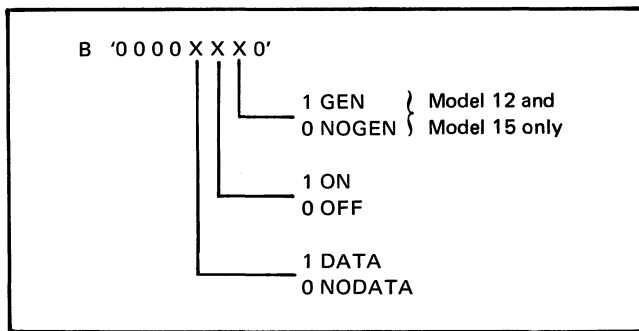 B '0000XXX0'
1 GEN } Model 12 and
0 NOGEN } Model 15 only
1 ON
0 OFF
1 DATA
0 NODATA